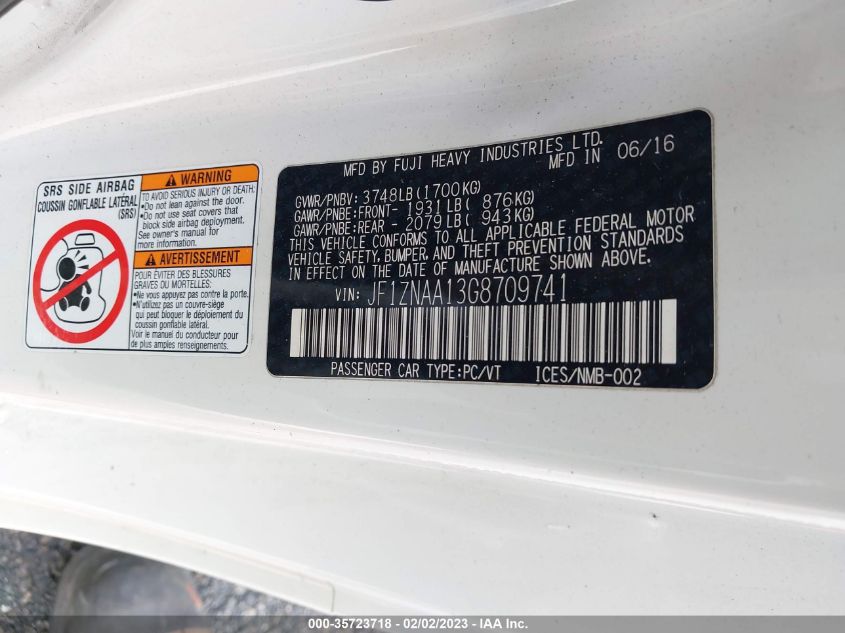 SRS SIDE AIRBAG
COUSSIN GONFLABLE LATÉRAL
(SRS)
WARNING
TO AVOID SERIOUS INJURY OR DEATH:
•Do not lean against the door.
•Do not use seat covers that
block side airbag deployment.
See owner's manual for
more information.
AVERTISSEMENT
POUR ÉVITER DES BLESSURES
GRAVES OU MORTELLES:
•Ne vous appuyez pas contre la porte.
•N'utilisez pas un couvre-siège
qui peut bloquer le déploiement du
coussin gonflable latéral.
Voir le manuel du conducteur pour
de plus amples renseignements.
MFD BY FUJI HEAVY INDUSTRIES LTD.
MFD IN 06/16
GVWR/PNBV: 3748LB(1700KG)
GAWR/PNBE:FRONT- 1931LB( 876KG)
GAWR/PNBE:REAR - 2079LB( 943KG)
THIS VEHICLE CONFORMS TO ALL APPLICABLE FEDERAL MOTOR
VEHICLE SAFETY, BUMPER, AND THEFT PREVENTION STANDARDS
IN EFFECT ON THE DATE OF MANUFACTURE SHOWN ABOVE.
VIN: JF1ZNAA13G8709741
PASSENGER CAR TYPE:PC/VT ICES/NMB-002
000-35723718 - 02/02/2023 - IAA Inc.